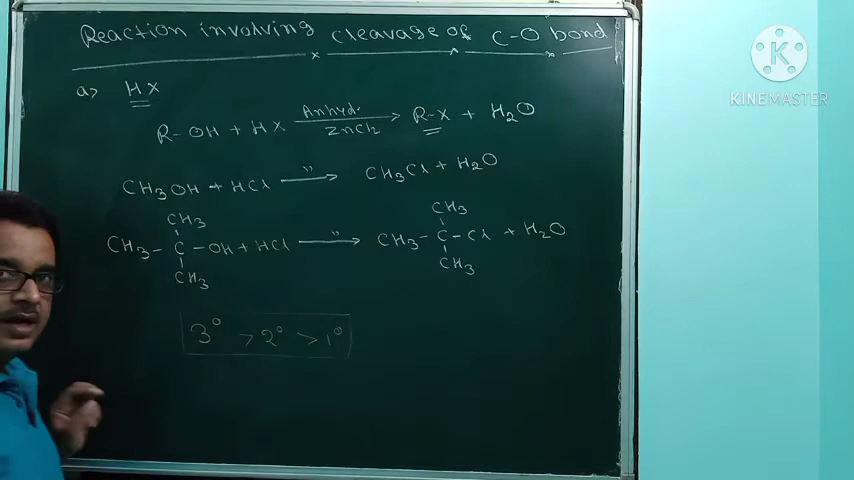 Reaction involving cleavage of C-O bond
a> HX
R-OH + HX Anhyd. ZnCl2 → R-X + H2O
CH3OH + HCl " → CH3Cl + H2O
CH3 CH3
CH3-C-OH + HCl " → CH3-C-Cl + H2O
CH3 CH3
3° > 2° > 1°
KINEMASTER